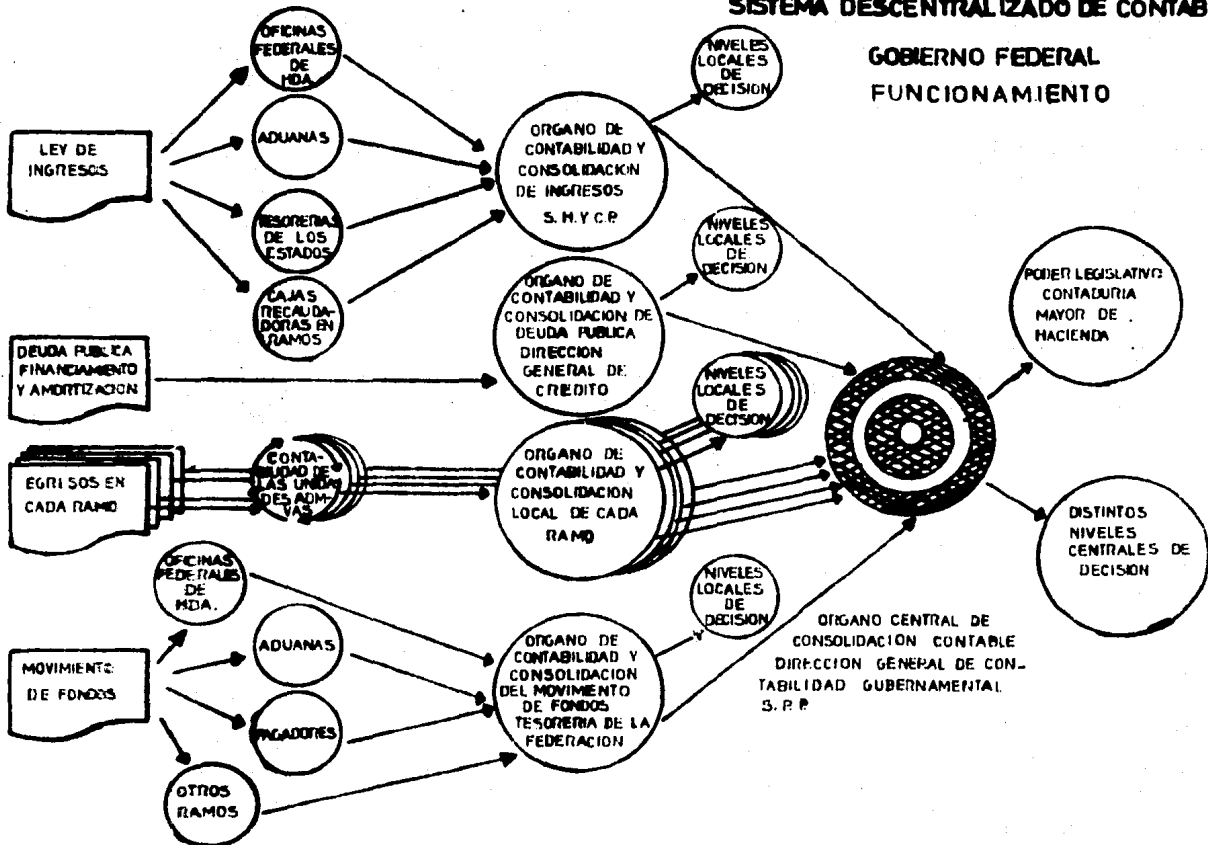 SISTEMA DESCENTRALIZADO DE CONTAB
GOBIERNO FEDERAL
FUNCIONAMIENTO
LEY DE
INGRESOS
OFICINAS
FEDERALES
DE
HDA.
ADUANAS
TESORERIAS
DE LOS
ESTADOS
CAJAS
RECAUDA-
DORAS EN
RAMOS
ORGANO DE
CONTABILIDAD Y
CONSOLIDACION
DE INGRESOS
S. H. Y C.P.
NIVELES
LOCALES
DE
DECISION
DEUDA PUBLICA
FINANCIAMIENTO
Y AMORTIZACION
ORGANO DE
CONTABILIDAD Y
CONSOLIDACION DE
DEUDA PUBLICA
DIRECCION
GENERAL DE
CREDITO
NIVELES
LOCALES
DE
DECISION
EGRESOS EN
CADA RAMO
CONTA-
BILIDAD DE
LAS UNIDA
DES ADM-
VAS
ORGANO DE
CONTABILIDAD Y
CONSOLIDACION
LOCAL DE CADA
RAMO
NIVELES
LOCALES
DE
DECISION
MOVIMIENTO
DE FONDOS
OFICINAS
FEDERALES
DE
HDA.
ADUANAS
PAGADORES
OTROS
RAMOS
ORGANO DE
CONTABILIDAD Y
CONSOLIDACION
DEL MOVIMIENTO
DE FONDOS
TESORERIA DE LA
FEDERACION
NIVELES
LOCALES
DE
DECISION
ORGANO CENTRAL DE
CONSOLIDACION CONTABLE
DIRECCION GENERAL DE CON-
TABILIDAD GUBERNAMENTAL
S. P. P.
PODER LEGISLATIVO
CONTADURIA
MAYOR DE
HACIENDA
DISTINTOS
NIVELES
CENTRALES DE
DECISION